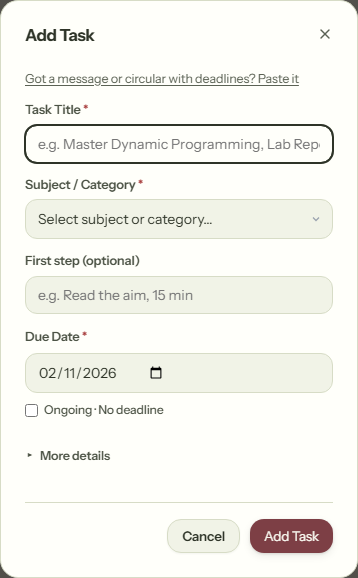 Add Task
Got a message or circular with deadlines? Paste it
Task Title *
e.g. Master Dynamic Programming, Lab Rep
Subject / Category *
Select subject or category...
First step (optional)
e.g. Read the aim, 15 min
Due Date *
02/11/2026
Ongoing · No deadline
More details
Cancel
Add Task